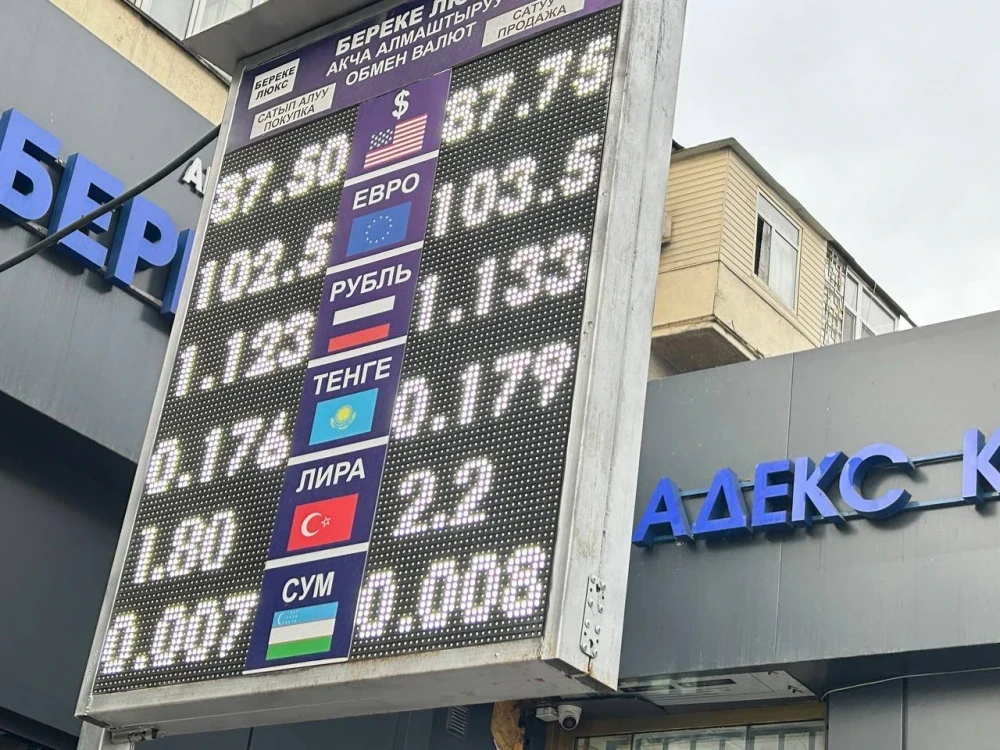 БЕРЕКЕ ЛЮ
АКЧА АЛМАШТЫРУУ
ОБМЕН ВАЛЮТ
БЕРЕКЕ
ЛЮКС
САТЫП АЛУУ
ПОКУПКА
САТУУ
ПРОДАЖА
87.50 $ 87.75
102.5 ЕВРО 103.5
1.123 РУБЛЬ 1.133
0.176 ТЕНГЕ 0.179
1.80 ЛИРА 2.2
0.007 СУМ 0.008
БЕР
АДЕКС К